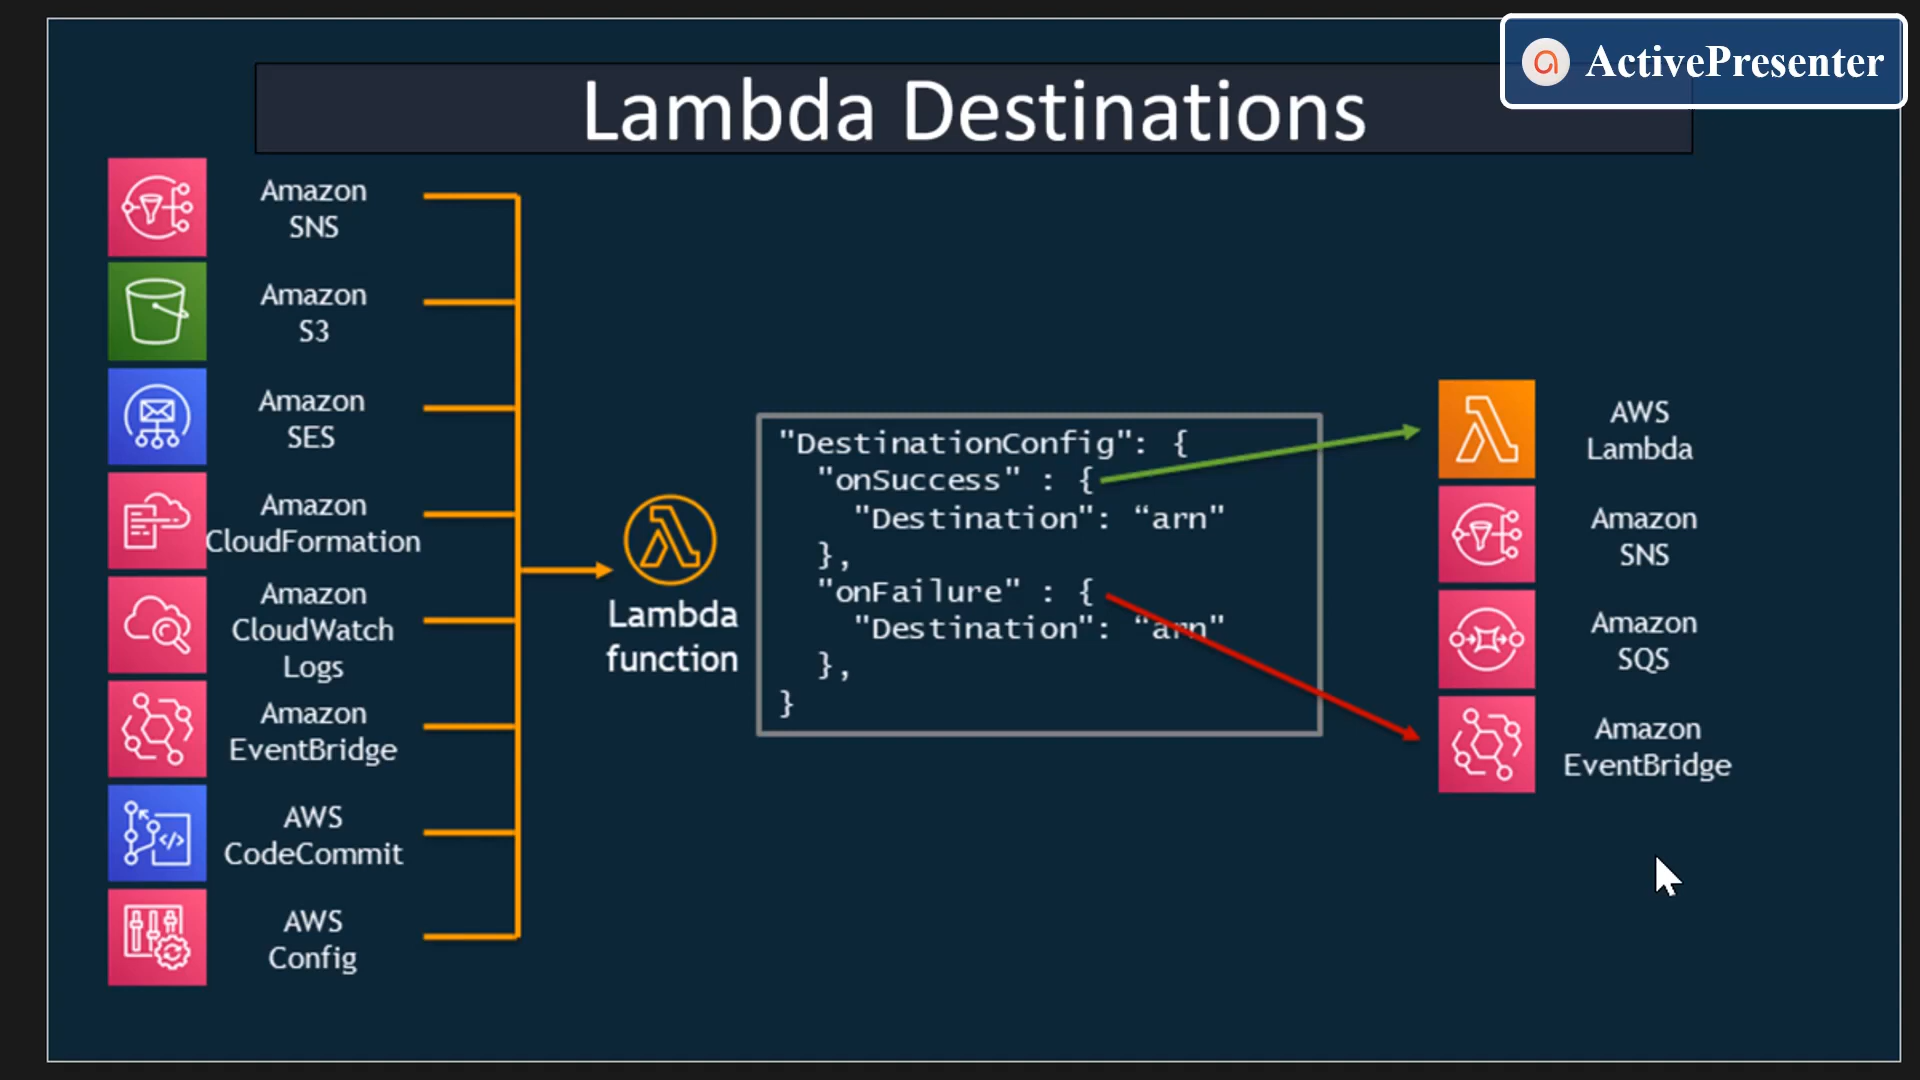 ActivePresenter
Lambda Destinations
Amazon
SNS
Amazon
S3
Amazon
SES
Amazon
CloudFormation
Amazon
CloudWatch
Logs
Amazon
EventBridge
AWS
CodeCommit
AWS
Config
Lambda
function
"DestinationConfig": {
"onSuccess" : {
"Destination": “arn"
},
"onFailure" : {
"Destination": “arn"
},
}
AWS
Lambda
Amazon
SNS
Amazon
SQS
Amazon
EventBridge